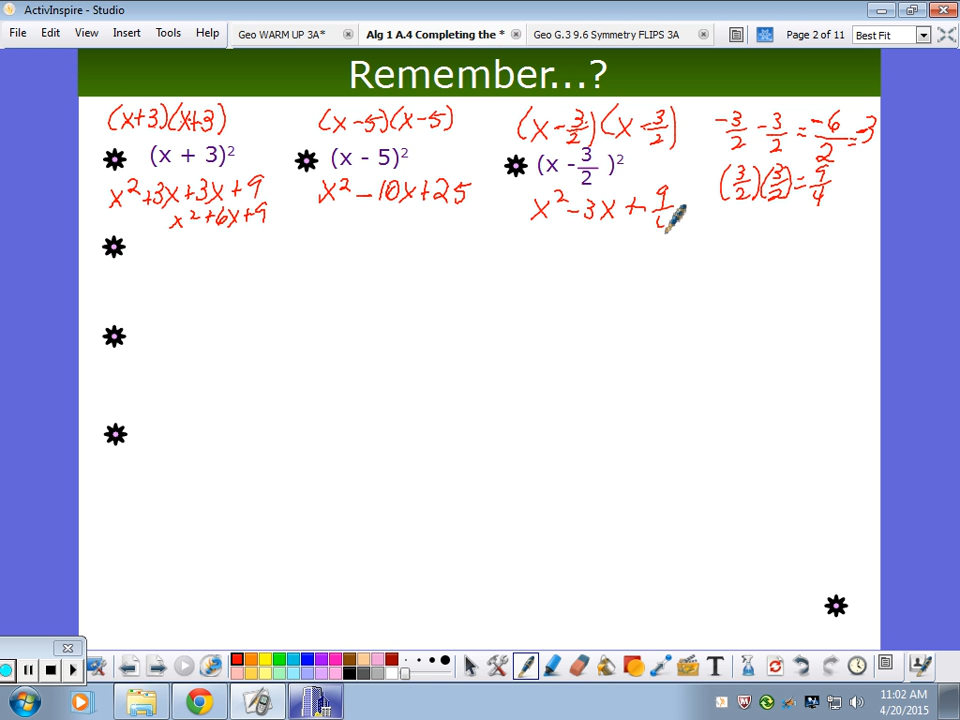 ActivInspire - Studio
File Edit View Insert Tools Help
Geo WARM UP 3A*
Alg 1 A.4 Completing the *
Geo G.3 9.6 Symmetry FLIPS 3A
Page 2 of 11
Best Fit
Remember...?
(x+3)(x+3)
(x + 3)²
x²+3x+3x+9
x²+6x+9
(x-5)(x-5)
(x - 5)²
x²-10x+25
(x-3/2)(x-3/2)
(x - 3/2 )²
x²-3x+9/
-3/2 -3/2 = -6/2 = -3
(3/2)(3/2) = 9/4
T
11:02 AM
4/20/2015